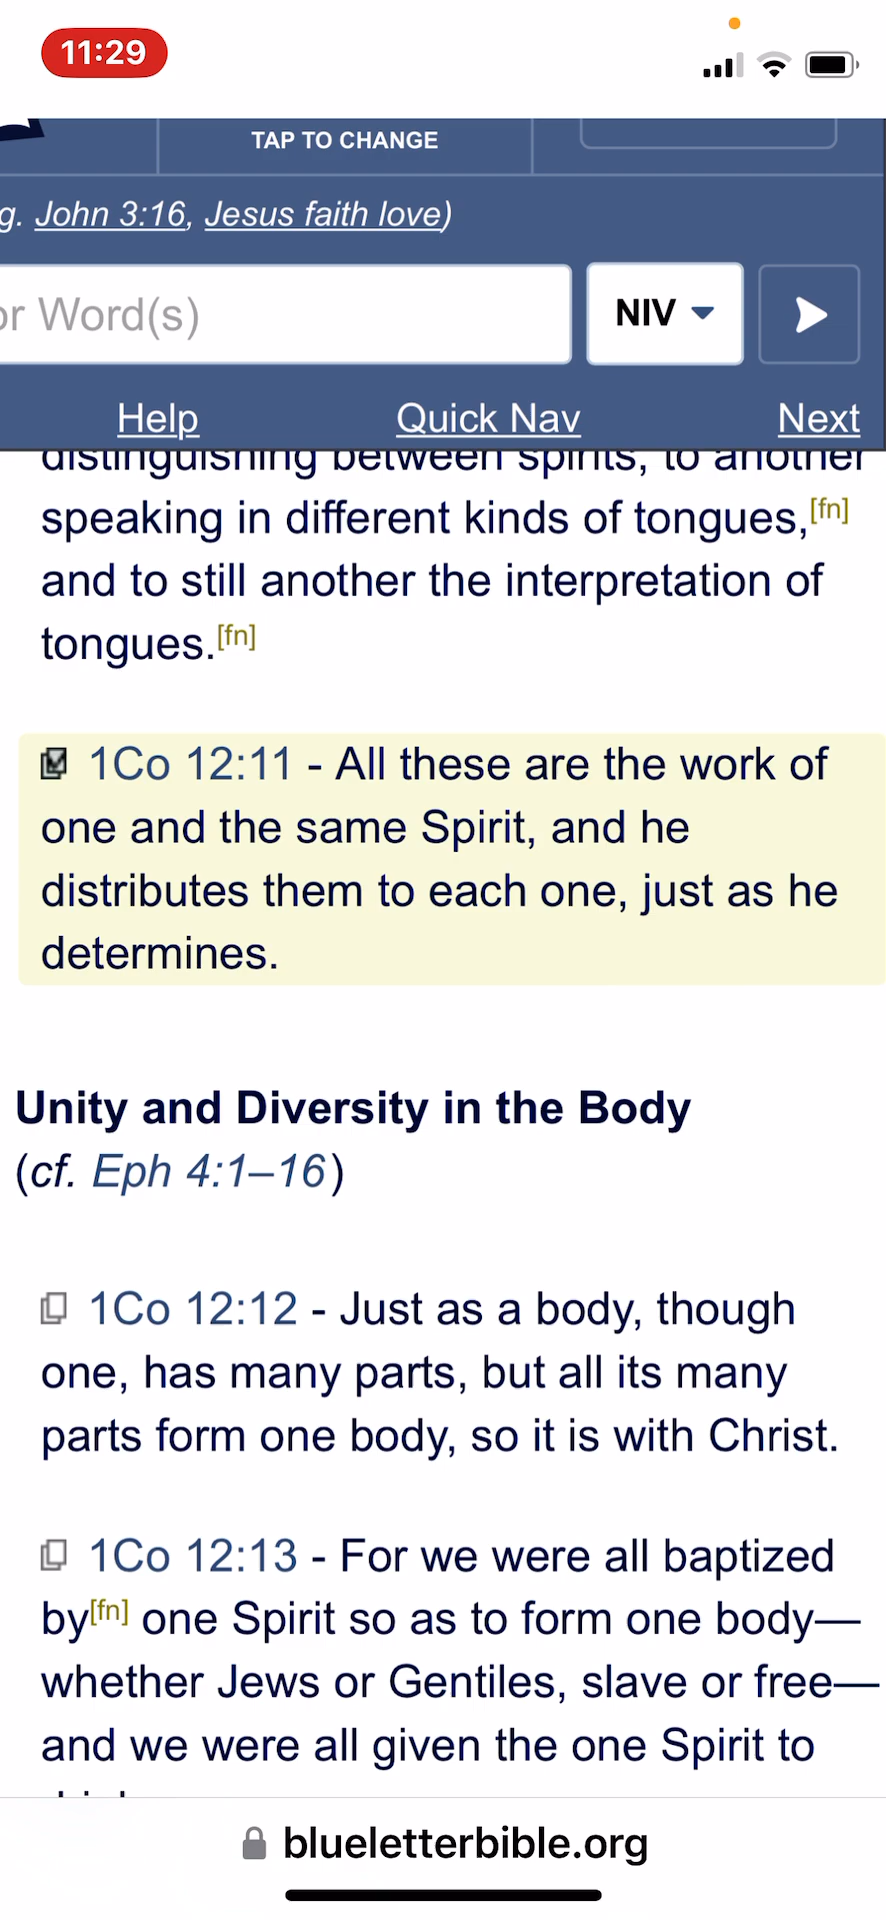 11:29
TAP TO CHANGE
g. John 3:16, Jesus faith love)
or Word(s)
NIV
Help Quick Nav Next
distinguishing between spirits, to another
speaking in different kinds of tongues,[fn]
and to still another the interpretation of
tongues.[fn]
1Co 12:11 - All these are the work of
one and the same Spirit, and he
distributes them to each one, just as he
determines.
Unity and Diversity in the Body
(cf. Eph 4:1–16)
1Co 12:12 - Just as a body, though
one, has many parts, but all its many
parts form one body, so it is with Christ.
1Co 12:13 - For we were all baptized
by[fn] one Spirit so as to form one body—
whether Jews or Gentiles, slave or free—
and we were all given the one Spirit to
blueletterbible.org